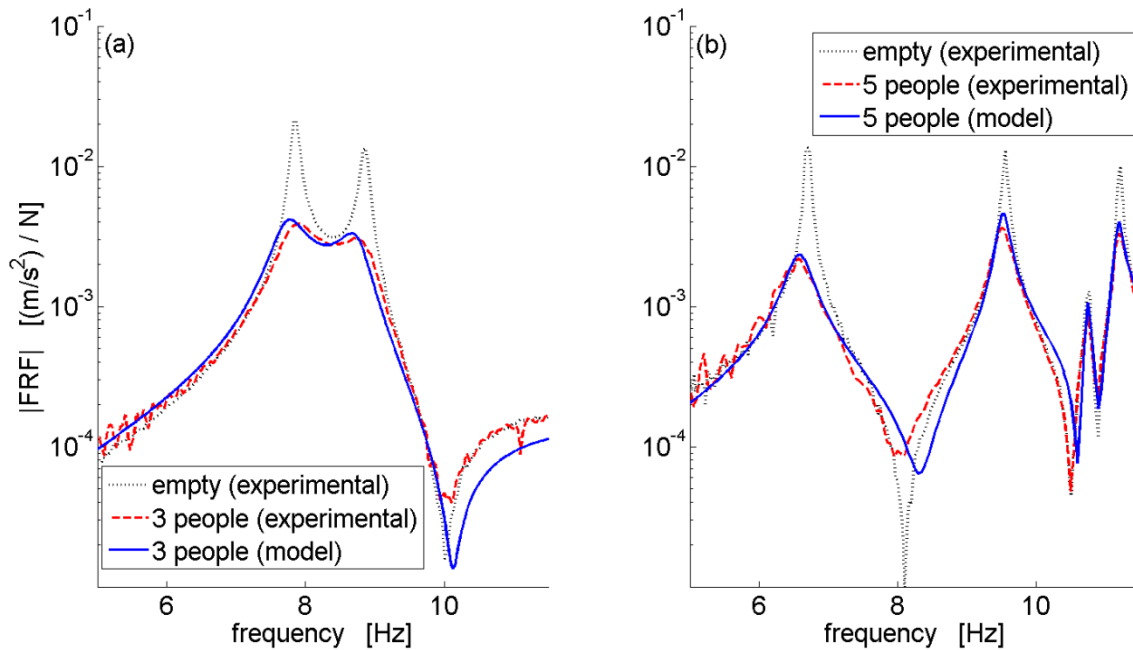 (a)
|FRF| [(m/s²) / N]
10⁻¹
10⁻²
10⁻³
10⁻⁴
empty (experimental)
3 people (experimental)
3 people (model)
6 8 10
frequency [Hz]
(b)
empty (experimental)
5 people (experimental)
5 people (model)
10⁻¹
10⁻²
10⁻³
10⁻⁴
6 8 10
frequency [Hz]